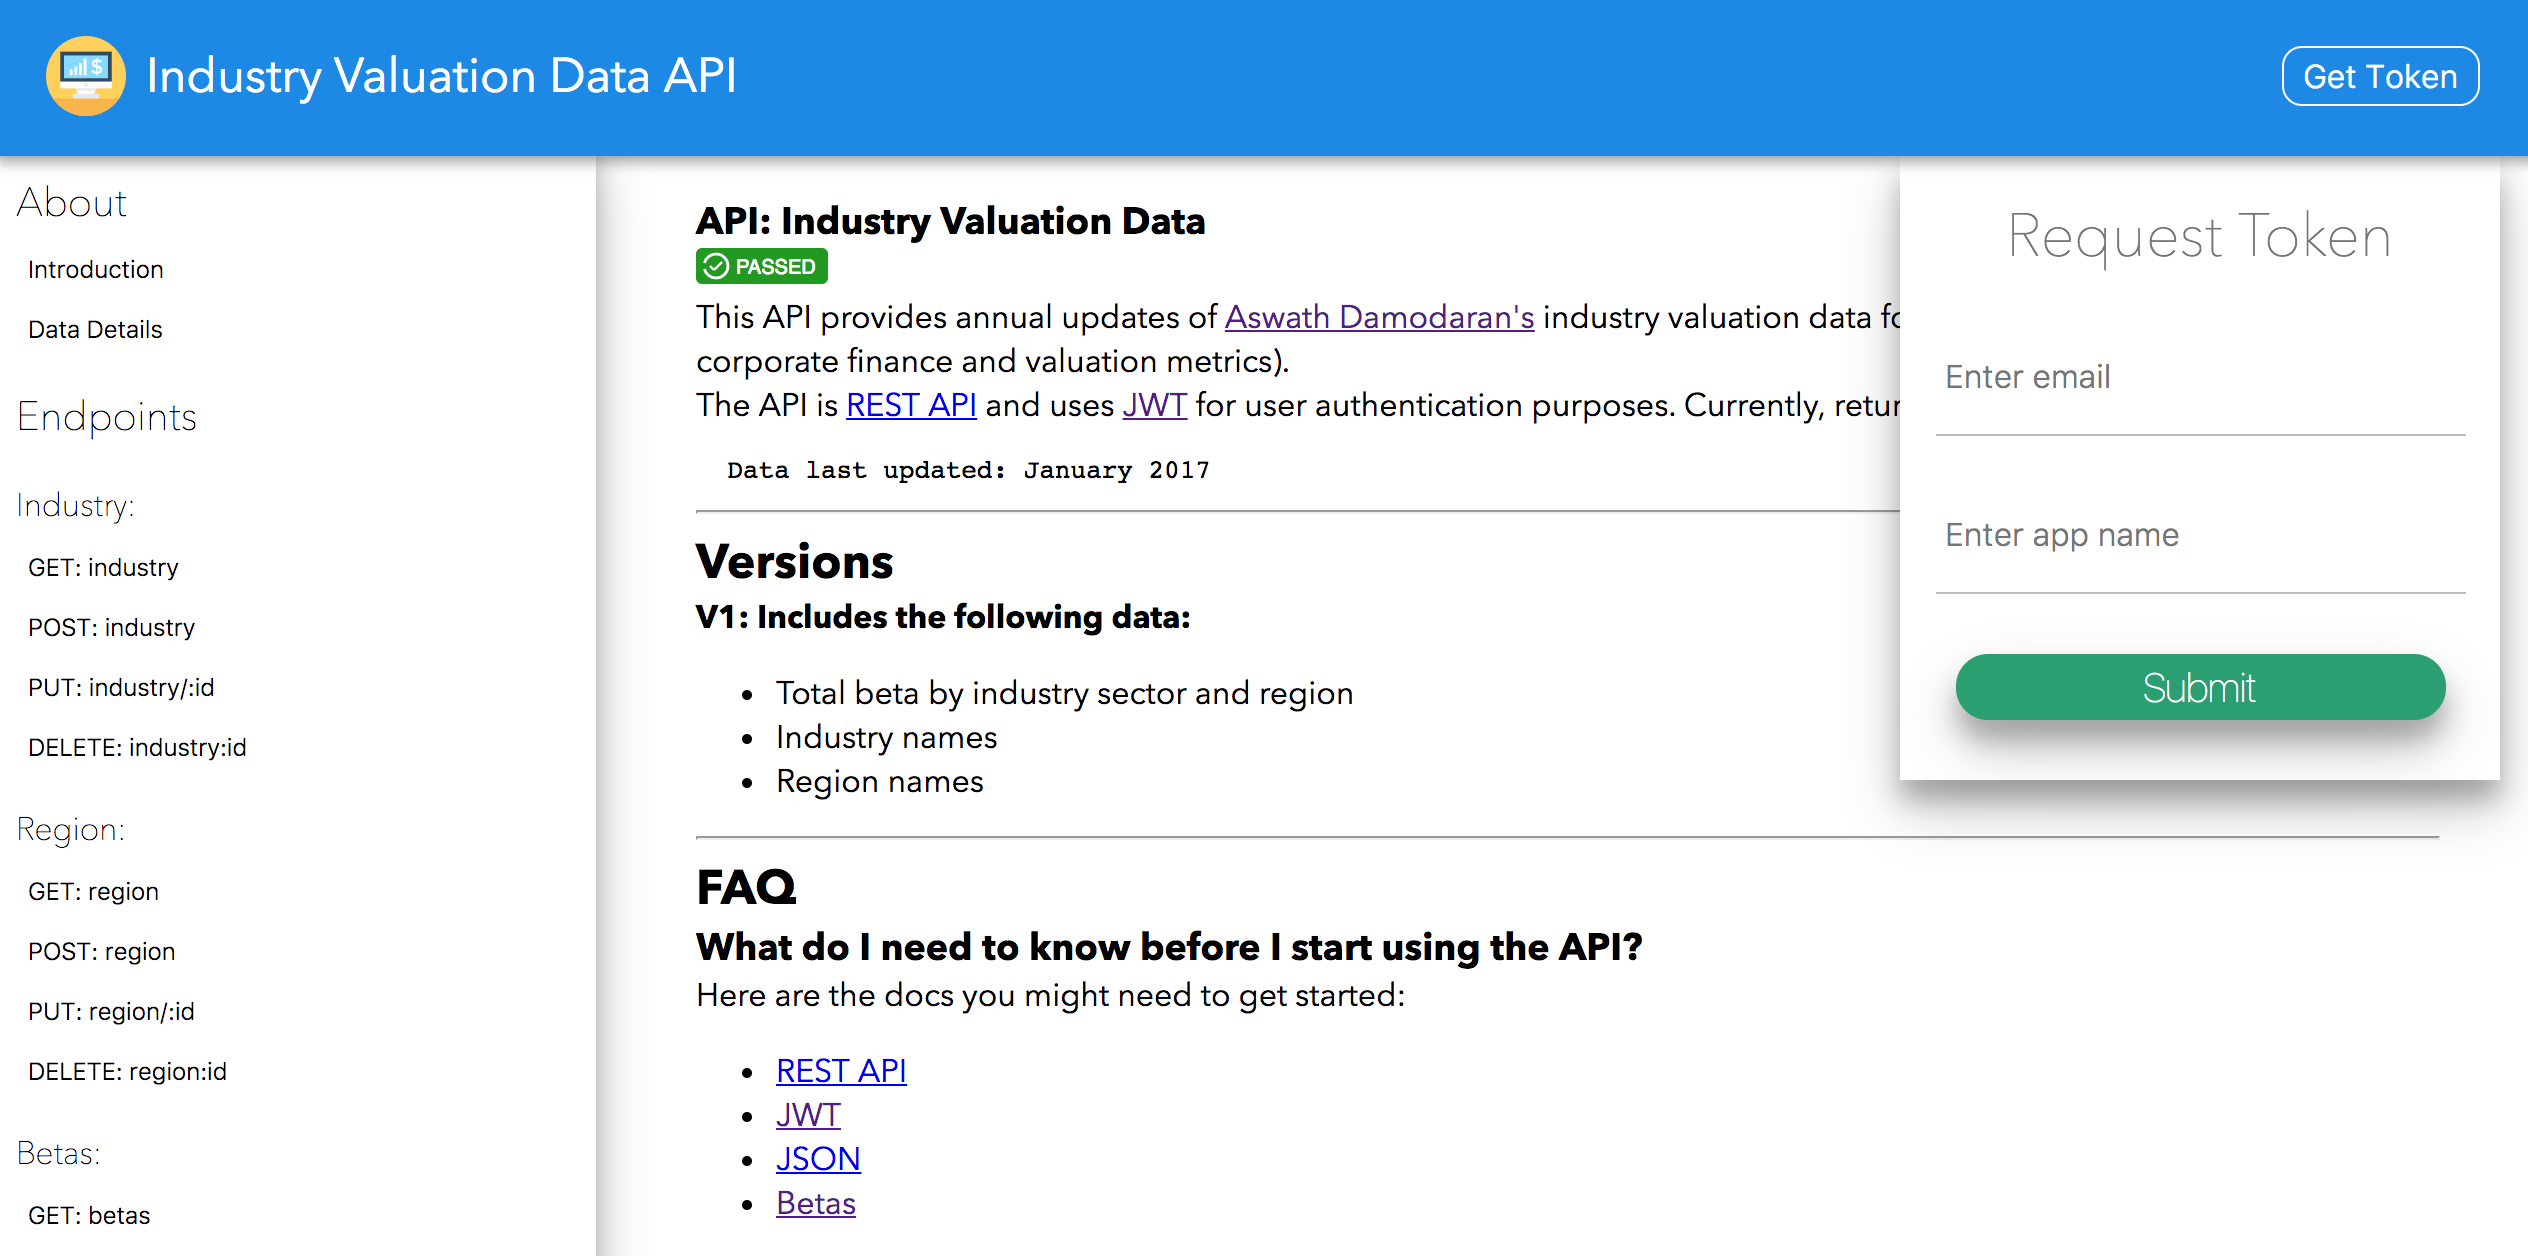 Industry Valuation Data API
Get Token
About
Introduction
Data Details
Endpoints
Industry:
GET: industry
POST: industry
PUT: industry/:id
DELETE: industry:id
Region:
GET: region
POST: region
PUT: region/:id
DELETE: region:id
Betas:
GET: betas
API: Industry Valuation Data
PASSED
This API provides annual updates of Aswath Damodaran's industry valuation data
corporate finance and valuation metrics).
The API is REST API and uses JWT for user authentication purposes. Currently,
Data last updated: January 2017
Versions
V1: Includes the following data:
• Total beta by industry sector and region
• Industry names
• Region names
FAQ
What do I need to know before I start using the API?
Here are the docs you might need to get started:
• REST API
• JWT
• JSON
• Betas
Request Token
Enter email
Enter app name
Submit